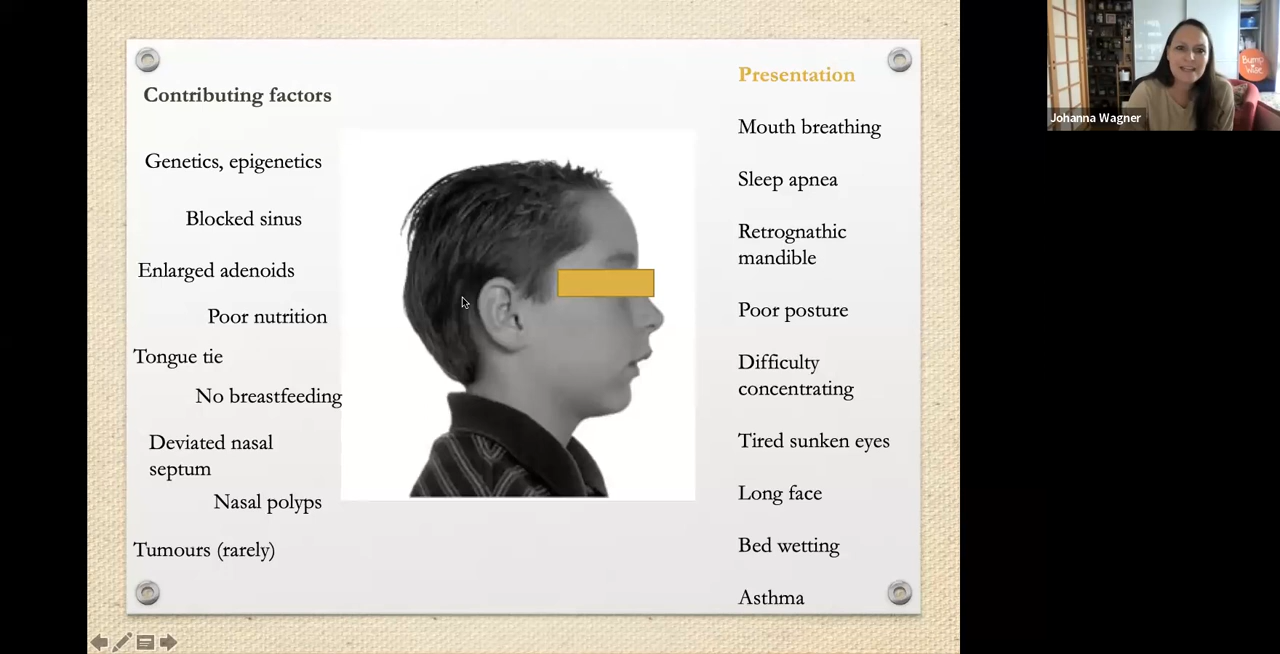 Contributing factors
Genetics, epigenetics
Blocked sinus
Enlarged adenoids
Poor nutrition
Tongue tie
No breastfeeding
Deviated nasal
septum
Nasal polyps
Tumours (rarely)
Presentation
Mouth breathing
Sleep apnea
Retrognathic
mandible
Poor posture
Difficulty
concentrating
Tired sunken eyes
Long face
Bed wetting
Asthma
Bump
Wise
Johanna Wagner